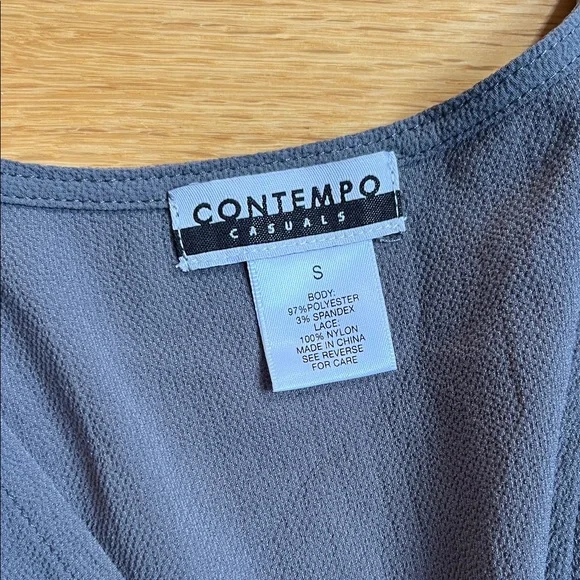 CONTEMPO
CASUALS
S
BODY:
97%POLYESTER
3% SPANDEX
LACE:
100% NYLON
MADE IN CHINA
SEE REVERSE
FOR CARE